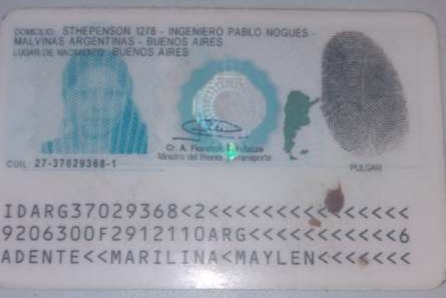 DOMICILIO: STHEPENSON 1278 - INGENIERO PABLO NOGUES -
MALVINAS ARGENTINAS - BUENOS AIRES
LUGAR DE NACIMIENTO: BUENOS AIRES
CUIL: 27-37029368-1
Cr. A. Florencio Randazzo
Ministro del Interior y Transporte
PULGAR
IDARG37029368<2<<<<<<<<<<<<<<<
9206300F2912110ARG<<<<<<<<<<<6
ADENTE<<MARILINA<MAYLEN<<<<<<<